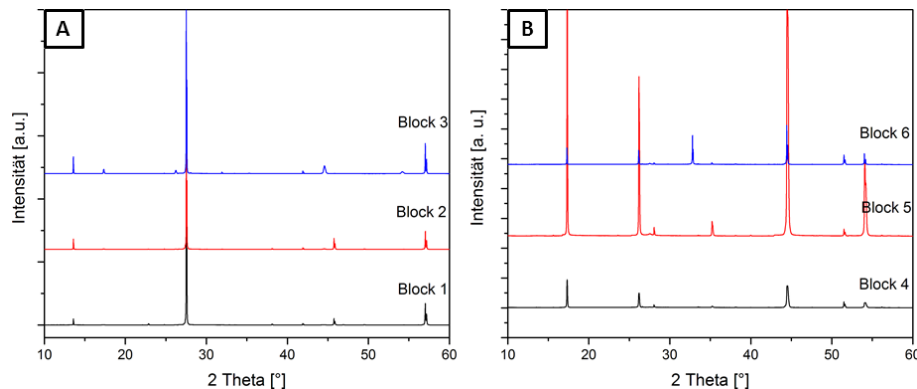 A
Intensität [a.u.]
Block 3
Block 2
Block 1
10 20 30 40 50 60
2 Theta [°]
B
Intensität [a. u.]
Block 6
Block 5
Block 4
10 20 30 40 50 60
2 Theta [°]